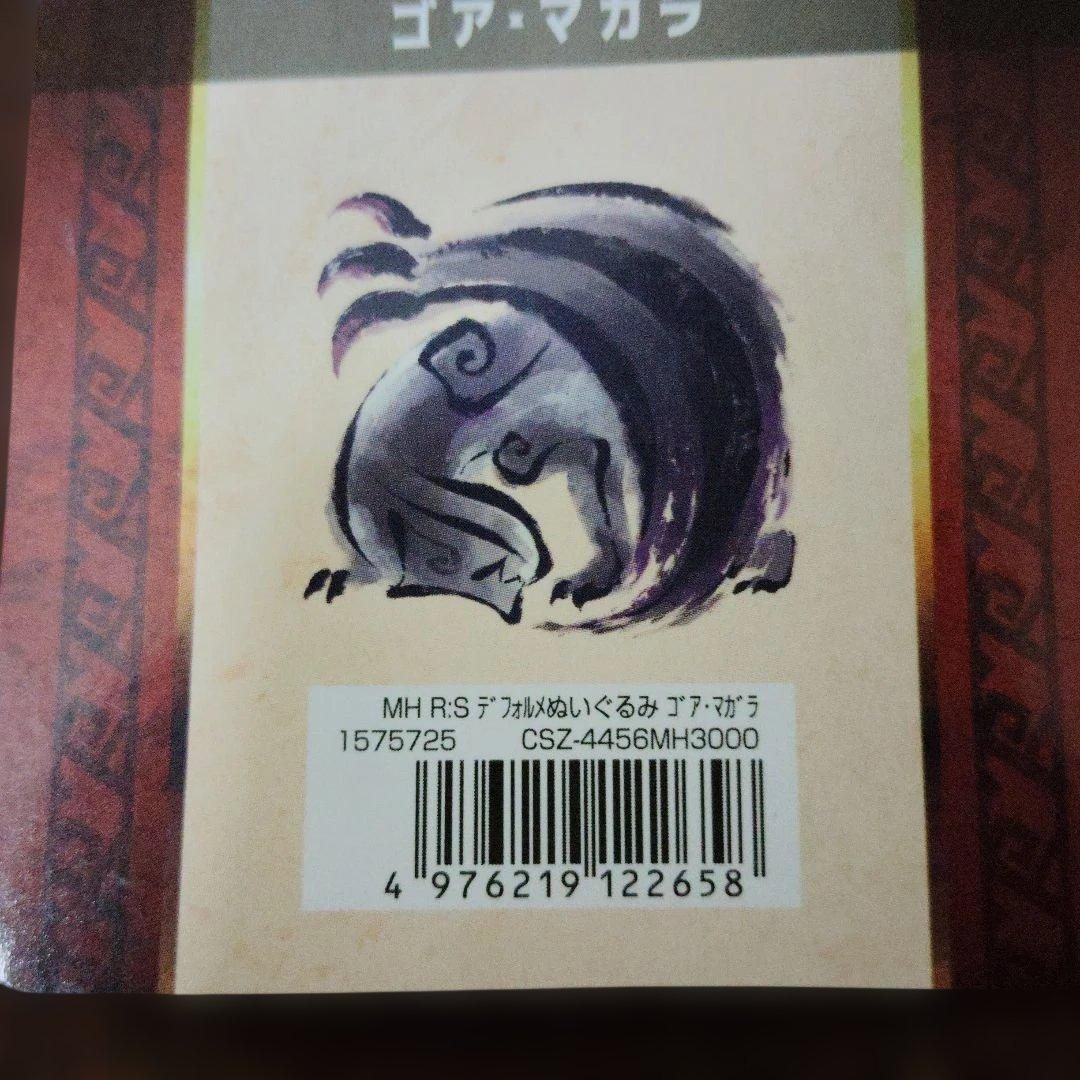 ゴア・マガラ
MH R:S ﾃﾞﾌｫﾙﾒぬいぐるみ ｺﾞｱ･ﾏｶﾞﾗ
1575725 CSZ-4456MH3000
4 976219 122658